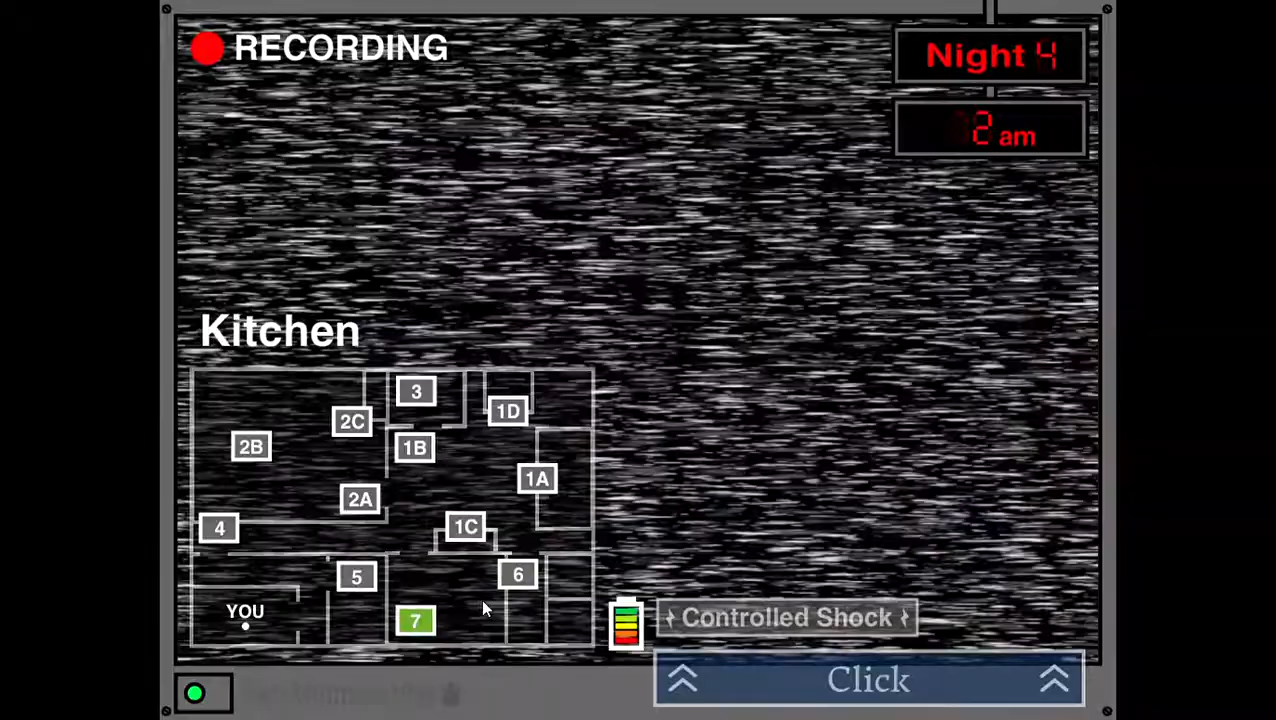 RECORDING
Night 4
2 am
Kitchen
3
1D
2C
2B
1B
1A
2A
4
1C
5
6
YOU
7
Controlled Shock
Click